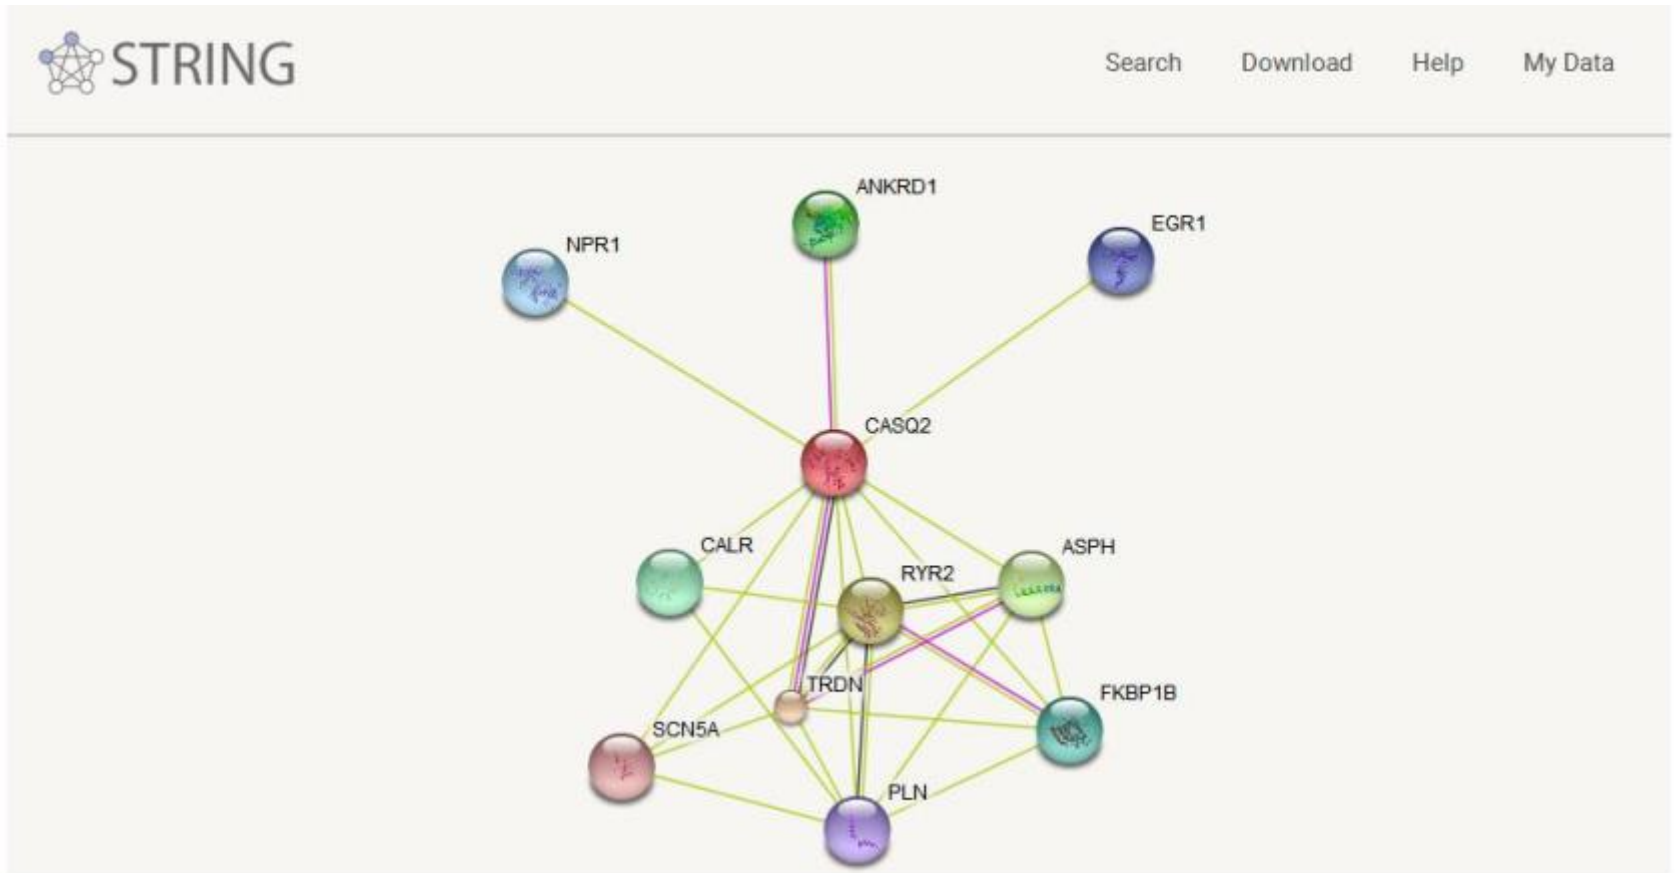 STRING
Search Download Help My Data
ANKRD1
EGR1
NPR1
CASQ2
CALR
ASPH
RYR2
TRDN
FKBP1B
SCN5A
PLN